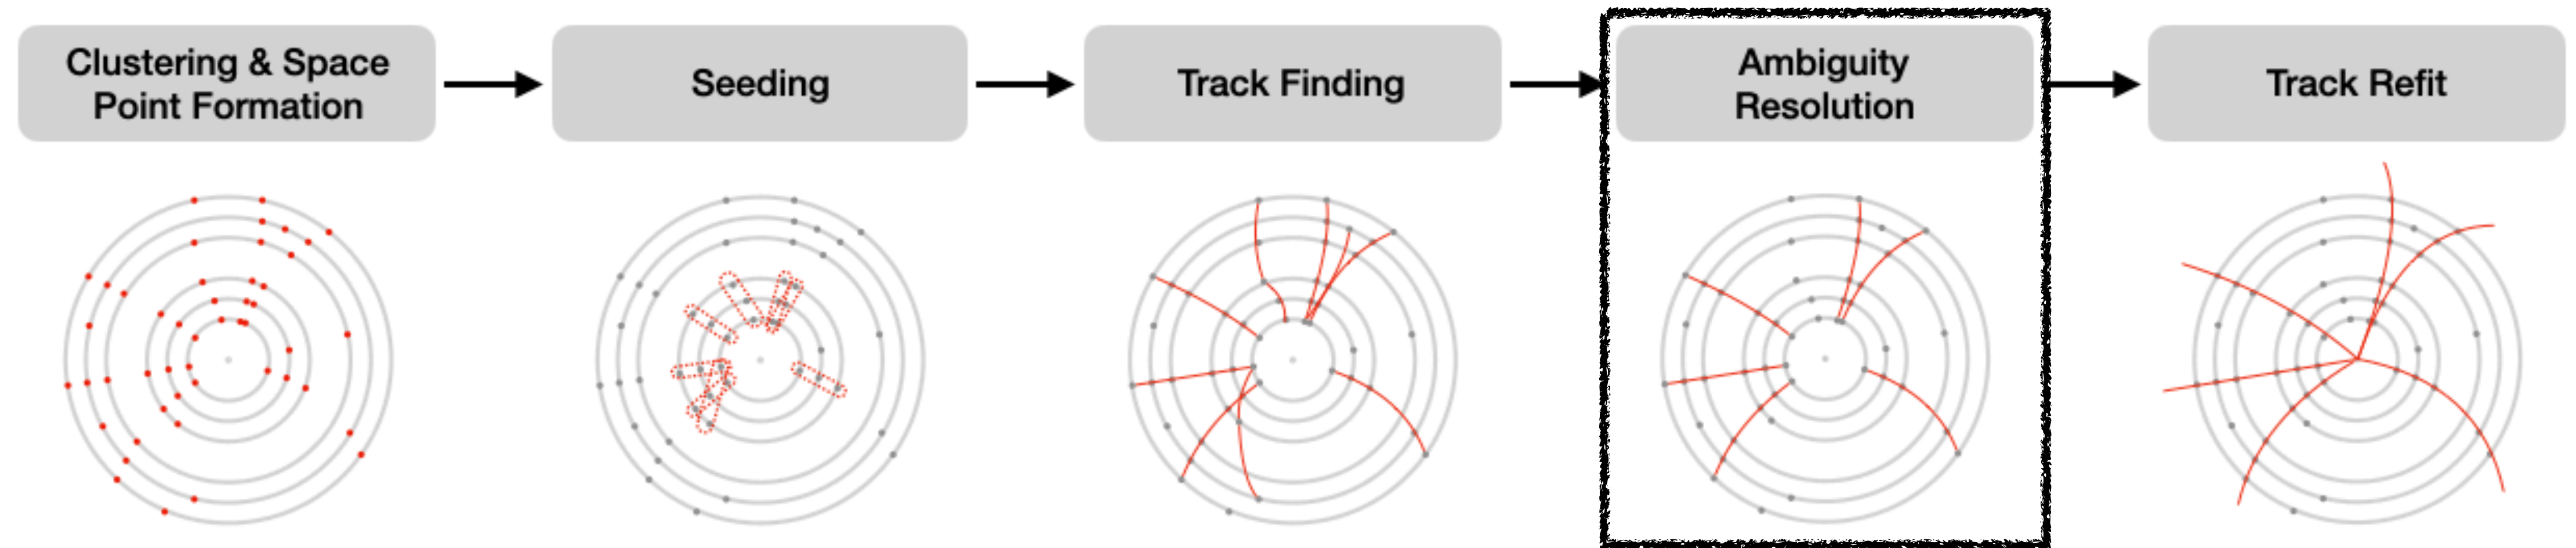 Clustering & Space
Point Formation
Seeding
Track Finding
Ambiguity
Resolution
Track Refit